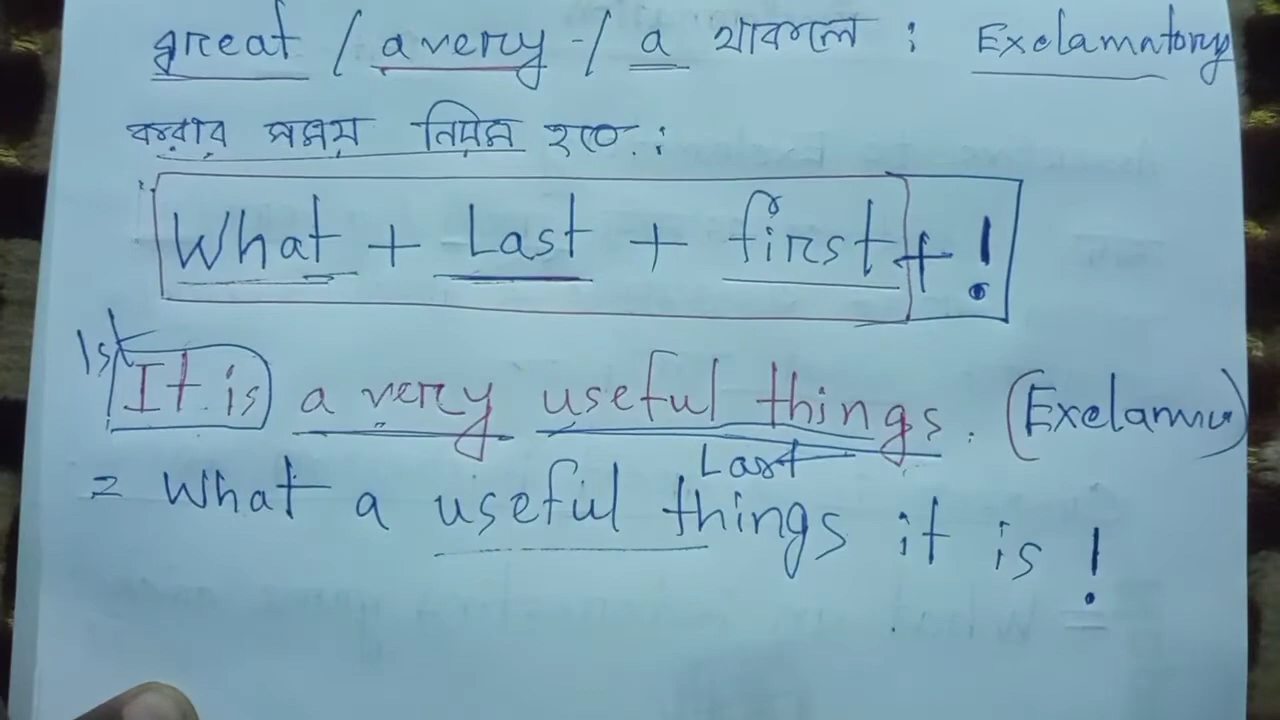 great / a very - / a থাকলে : Exclamatory
করার সময় নিয়ম হবে :
What + Last + first + !
1st
It is a very useful things. (Exclama)
Last
= What a useful things it is !